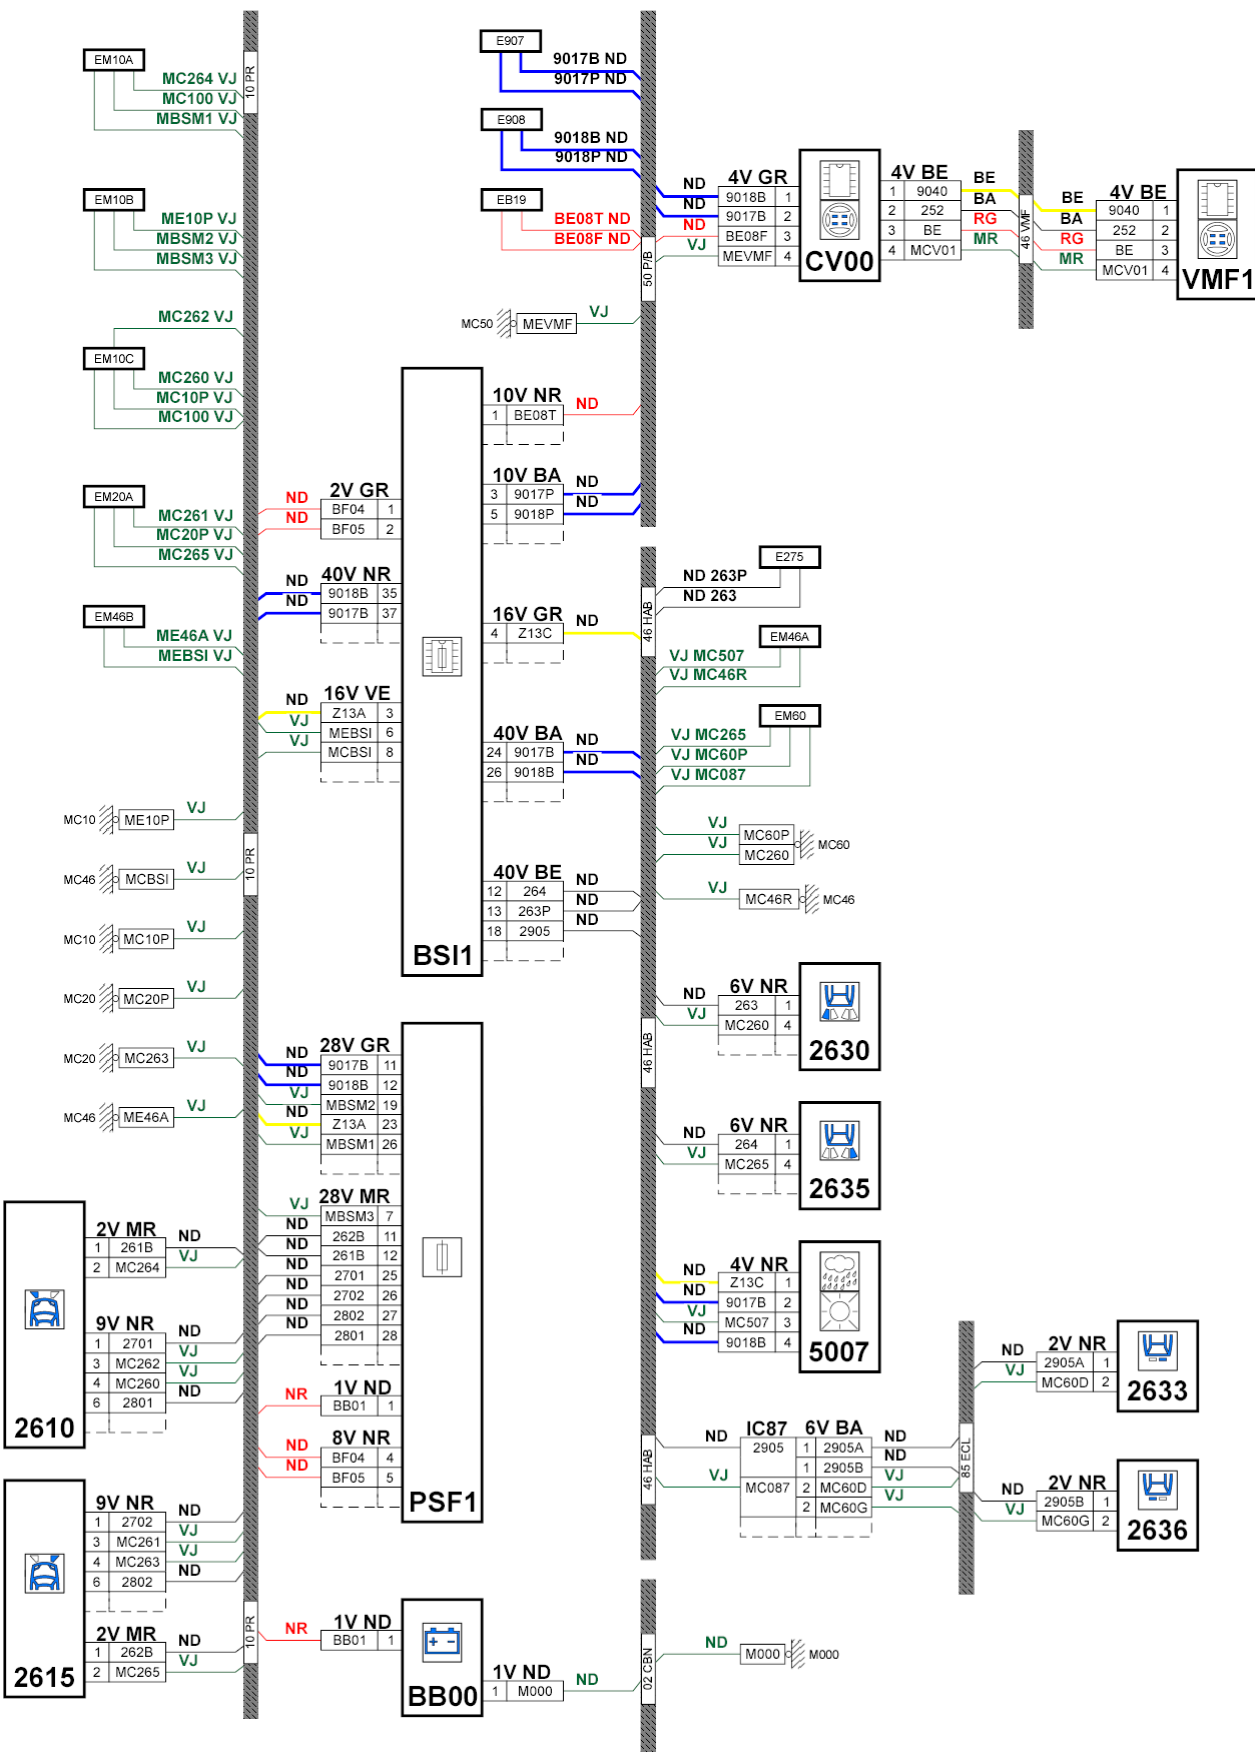 EM10A
MC264 VJ
MC100 VJ
MBSM1 VJ
10 PR
EM10B
ME10P VJ
MBSM2 VJ
MBSM3 VJ
MC262 VJ
EM10C
MC260 VJ
MC10P VJ
MC100 VJ
EM20A
MC261 VJ
MC20P VJ
MC265 VJ
EM46B
ME46A VJ
MEBSI VJ
MC10 ME10P VJ
MC46 MCBSI VJ
10 PR
MC10 MC10P VJ
MC20 MC20P VJ
MC20 MC263 VJ
MC46 ME46A VJ
2V MR
1 261B ND
2 MC264 VJ
9V NR
1 2701 ND
3 MC262 VJ
4 MC260 VJ
6 2801 ND
2610
9V NR
1 2702 ND
3 MC261 VJ
4 MC263 VJ
6 2802 ND
2V MR
1 262B ND
2 MC265 VJ
2615
10 PR
E907
9017B ND
9017P ND
E908
9018B ND
9018P ND
EB19
BE08T ND
BE08F ND
50 P/B
MC50 MEVMF VJ
4V GR
ND 9018B 1
ND 9017B 2
ND BE08F 3
VJ MEVMF 4
CV00
4V BE
1 9040 BE
2 252 BA
3 BE RG
4 MCV01 MR
46 VMF
4V BE
BE 9040 1
BA 252 2
RG BE 3
MR MCV01 4
VMF1
2V GR
ND BF04 1
ND BF05 2
40V NR
ND 9018B 35
ND 9017B 37
16V VE
ND Z13A 3
VJ MEBSI 6
VJ MCBSI 8
BSI1
10V NR
1 BE08T ND
10V BA
3 9017P ND
5 9018P ND
16V GR
4 Z13C ND
40V BA
24 9017B ND
26 9018B ND
40V BE
12 264 ND
13 263P ND
18 2905 ND
46 HAB
E275
ND 263P
ND 263
EM46A
VJ MC507
VJ MC46R
EM60
VJ MC265
VJ MC60P
VJ MC087
VJ MC60P
VJ MC260
MC60
VJ MC46R MC46
46 HAB
6V NR
ND 263 1
VJ MC260 4
2630
6V NR
ND 264 1
VJ MC265 4
2635
4V NR
ND Z13C 1
ND 9017B 2
VJ MC507 3
ND 9018B 4
5007
28V GR
ND 9017B 11
ND 9018B 12
VJ MBSM2 19
ND Z13A 23
VJ MBSM1 26
28V MR
VJ MBSM3 7
ND 262B 11
ND 261B 12
ND 2701 25
ND 2702 26
ND 2802 27
ND 2801 28
1V ND
NR BB01 1
8V NR
ND BF04 4
ND BF05 5
PSF1
46 HAB
IC87 6V BA
ND 2905 1 2905A ND
1 2905B ND
VJ MC087 2 MC60D VJ
2 MC60G VJ
85 ECL
2V NR
ND 2905A 1
VJ MC60D 2
2633
2V NR
ND 2905B 1
VJ MC60G 2
2636
1V ND
NR BB01 1
BB00
1V ND
1 M000 ND
02 CBN
ND M000 M000